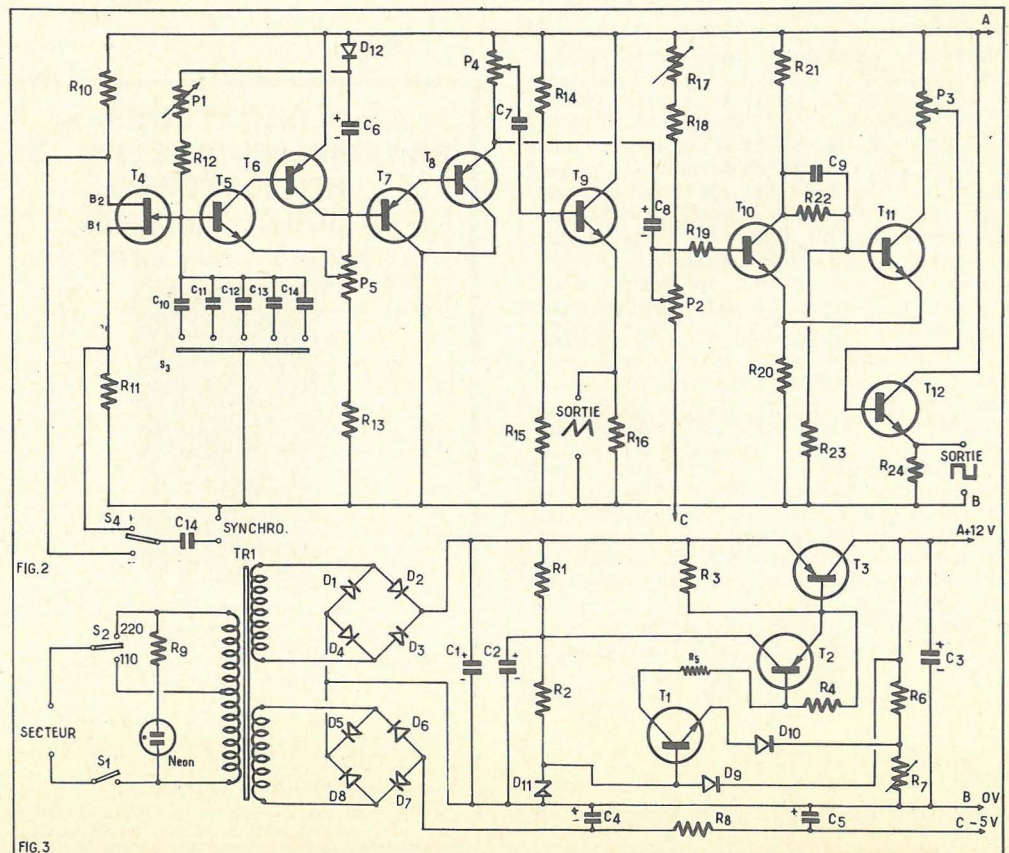 A
R10
P1
D12
C6
P4
C7
R14
R17
R18
R21
P3
R12
T4
B2
B1
T5
T6
T7
T8
T9
C8
R19
T10
C9
R22
T11
C10
C11
C12
C13
C14
P5
P2
S3
R11
R13
R15
SORTIE
R16
R20
R23
T12
R24
SORTIE
B
C
S4
+
-
C14
SYNCHRO.
FIG.2
TR1
A+12 V
D1
D2
D4
D3
R1
R3
T3
S2
220
110
R9
C1
C2
T2
C3
R2
R5
R4
T1
R6
SECTEUR
D5
D6
D10
Neon
S1
D8
D7
D11
D9
R7
B 0V
C4
R8
C5
C -5V
FIG.3